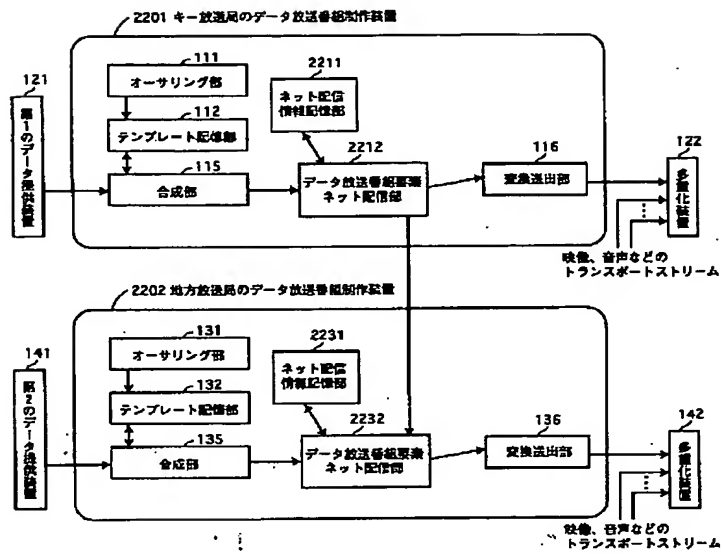 2201 キー放送局のデータ放送番組制作装置
121
第1のデータ提供装置
111
オーサリング部
112
テンプレート記憶部
115
合成部
2211
ネット配信
情報記憶部
2212
データ放送番組要素
ネット配信部
116
変換送出部
122
多重化装置
映像、音声などの
トランスポートストリーム
2202 地方放送局のデータ放送番組制作装置
141
第2のデータ提供装置
131
オーサリング部
132
テンプレート記憶部
135
合成部
2231
ネット配信
情報記憶部
2232
データ放送番組要素
ネット配信部
136
変換送出部
142
多重化装置
映像、音声などの
トランスポートストリーム